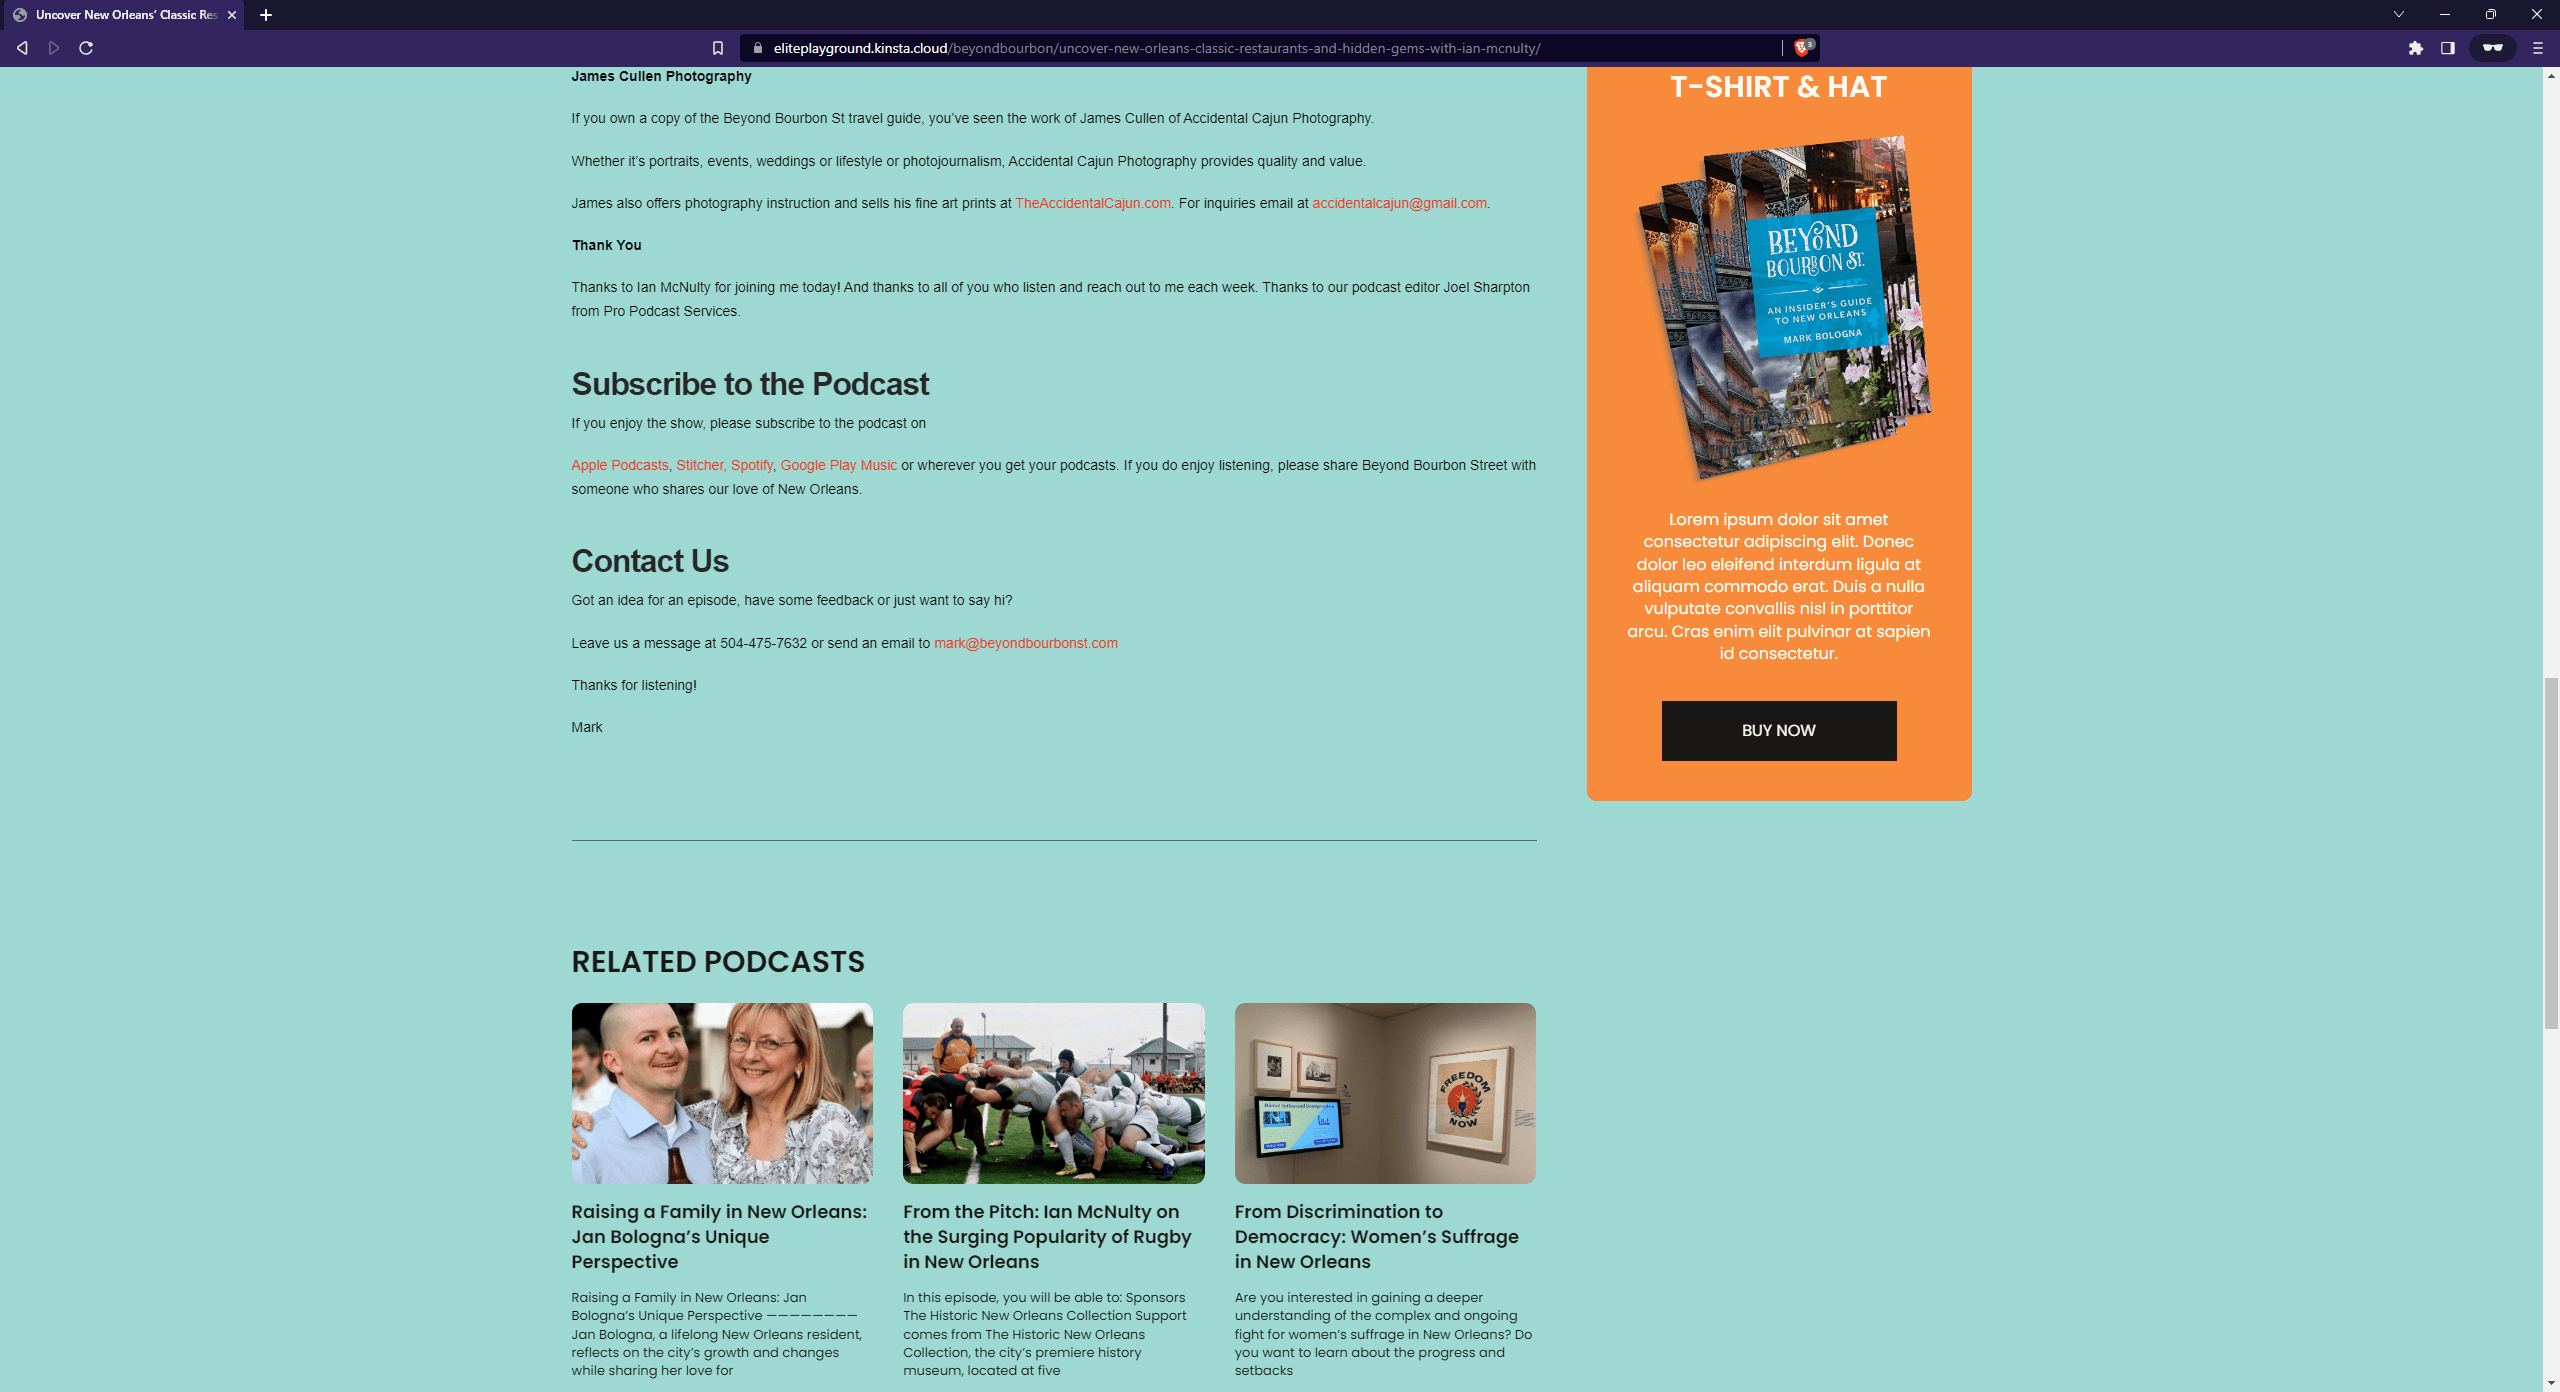 Uncover New Orleans' Classic Res
eliteplayground.kinsta.cloud/beyondbourbon/uncover-new-orleans-classic-restaurants-and-hidden-gems-with-ian-mcnulty/
3
James Cullen Photography
If you own a copy of the Beyond Bourbon St travel guide, you've seen the work of James Cullen of Accidental Cajun Photography.
Whether it's portraits, events, weddings or lifestyle or photojournalism, Accidental Cajun Photography provides quality and value.
James also offers photography instruction and sells his fine art prints at TheAccidentalCajun.com. For inquiries email at accidentalcajun@gmail.com.
Thank You
Thanks to Ian McNulty for joining me today! And thanks to all of you who listen and reach out to me each week. Thanks to our podcast editor Joel Sharpton
from Pro Podcast Services.
Subscribe to the Podcast
If you enjoy the show, please subscribe to the podcast on
Apple Podcasts, Stitcher, Spotify, Google Play Music or wherever you get your podcasts. If you do enjoy listening, please share Beyond Bourbon Street with
someone who shares our love of New Orleans.
Contact Us
Got an idea for an episode, have some feedback or just want to say hi?
Leave us a message at 504-475-7632 or send an email to mark@beyondbourbonst.com
Thanks for listening!
Mark
T-SHIRT & HAT
BEYOND
BOURBON ST.
AN INSIDER'S GUIDE
TO NEW ORLEANS
MARK BOLOGNA
Lorem ipsum dolor sit amet
consectetur adipiscing elit. Donec
dolor leo eleifend interdum ligula at
aliquam commodo erat. Duis a nulla
vulputate convallis nisl in porttitor
arcu. Cras enim elit pulvinar at sapien
id consectetur.
BUY NOW
RELATED PODCASTS
FREEDOM
NOW
Raising a Family in New Orleans:
Jan Bologna's Unique
Perspective
Raising a Family in New Orleans: Jan
Bologna's Unique Perspective —————————
Jan Bologna, a lifelong New Orleans resident,
reflects on the city's growth and changes
while sharing her love for
From the Pitch: Ian McNulty on
the Surging Popularity of Rugby
in New Orleans
In this episode, you will be able to: Sponsors
The Historic New Orleans Collection Support
comes from The Historic New Orleans
Collection, the city's premiere history
museum, located at five
From Discrimination to
Democracy: Women's Suffrage
in New Orleans
Are you interested in gaining a deeper
understanding of the complex and ongoing
fight for women's suffrage in New Orleans? Do
you want to learn about the progress and
setbacks